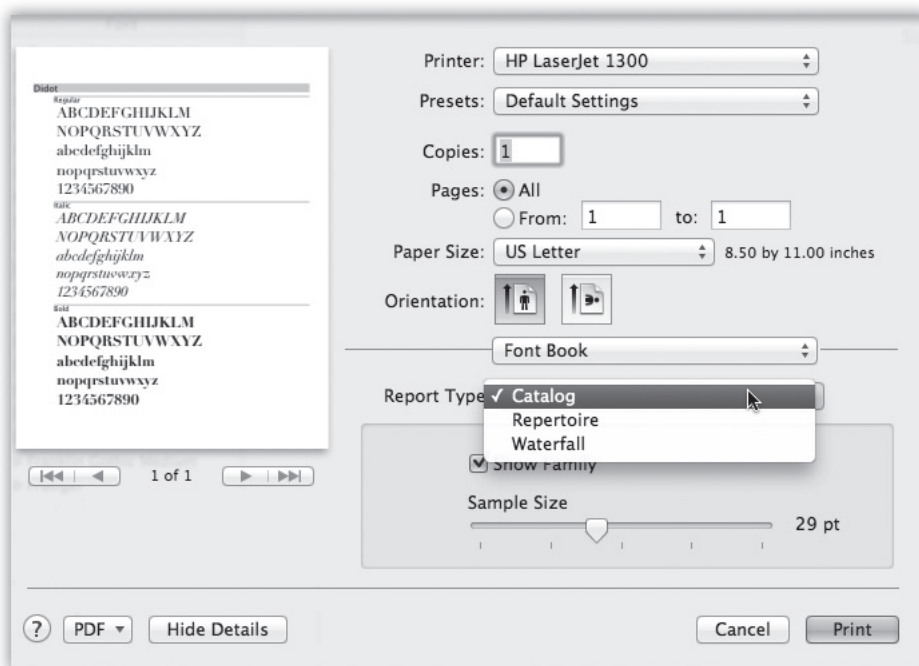 Didot
Regular
ABCDEFGHIJKLM
NOPQRSTUVWXYZ
abcdefghijklm
nopqrstuvwxyz
1234567890
Italic
ABCDEFGHIJKLM
NOPQRSTUVWXYZ
abcdefghijklm
nopqrstuvwxyz
1234567890
Bold
ABCDEFGHIJKLM
NOPQRSTUVWXYZ
abcdefghijklm
nopqrstuvwxyz
1234567890
1 of 1
Printer: HP LaserJet 1300
Presets: Default Settings
Copies: 1
Pages: All
From: 1 to: 1
Paper Size: US Letter 8.50 by 11.00 inches
Orientation:
Font Book
Report Type ✓ Catalog
Repertoire
Waterfall
Show Family
Sample Size
29 pt
? PDF Hide Details Cancel Print